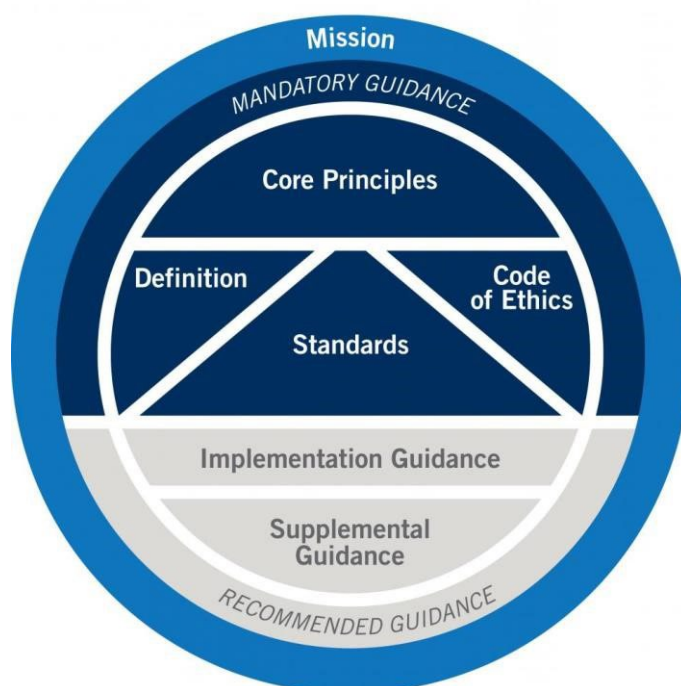 Mission
MANDATORY GUIDANCE
Core Principles
Definition
Code
of Ethics
Standards
Implementation Guidance
Supplemental
Guidance
RECOMMENDED GUIDANCE